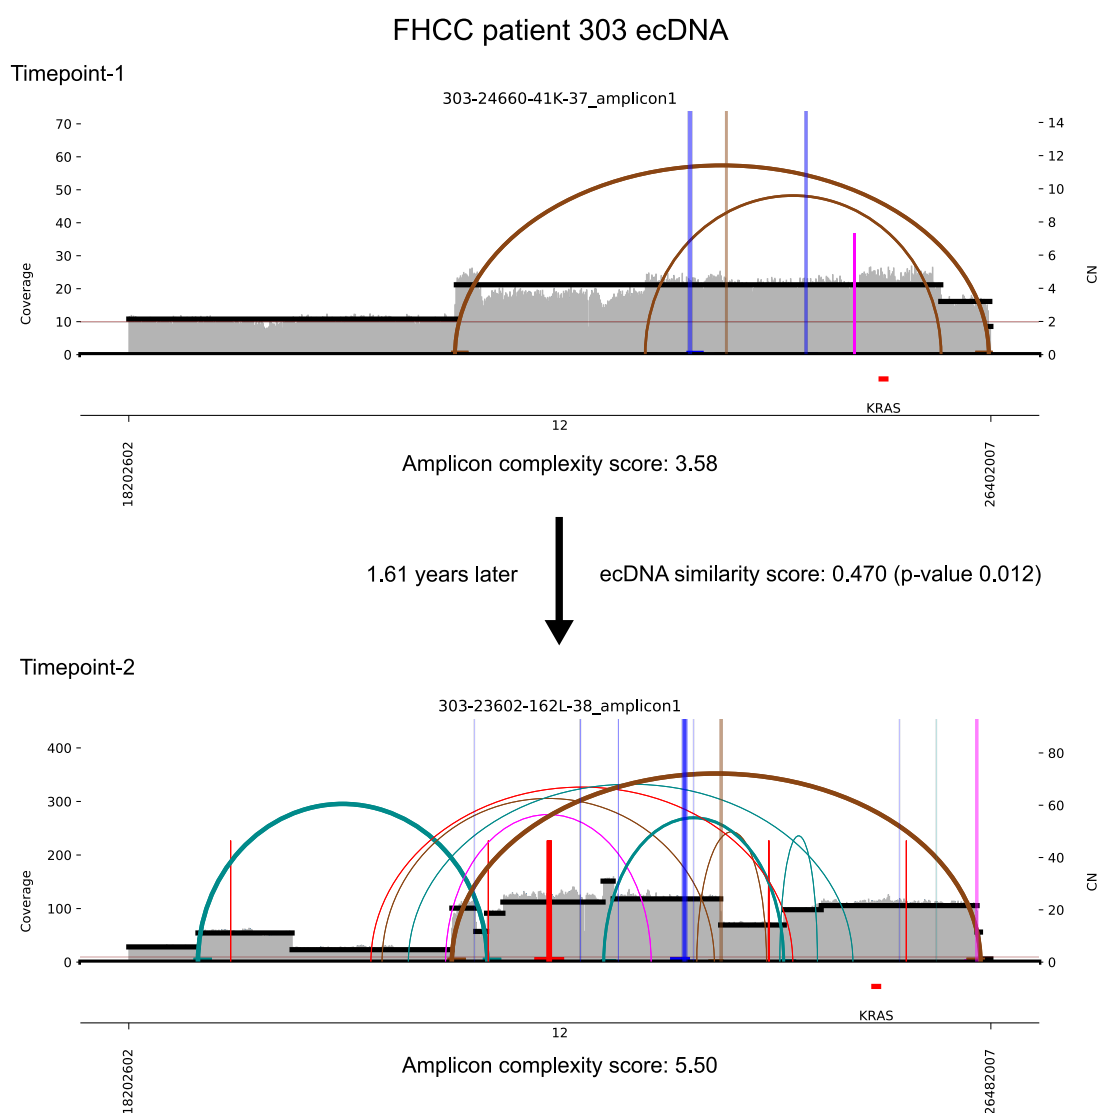 FHCC patient 303 ecDNA
Timepoint-1
303-24660-41K-37_amplicon1
70
60
50
40
30
20
10
0
Coverage
14
12
10
8
6
4
2
0
CN
KRAS
12
18202602
26402007
Amplicon complexity score: 3.58
1.61 years later
ecDNA similarity score: 0.470 (p-value 0.012)
Timepoint-2
303-23602-162L-38_amplicon1
400
300
200
100
0
Coverage
80
60
40
20
0
CN
KRAS
12
18202602
26482007
Amplicon complexity score: 5.50